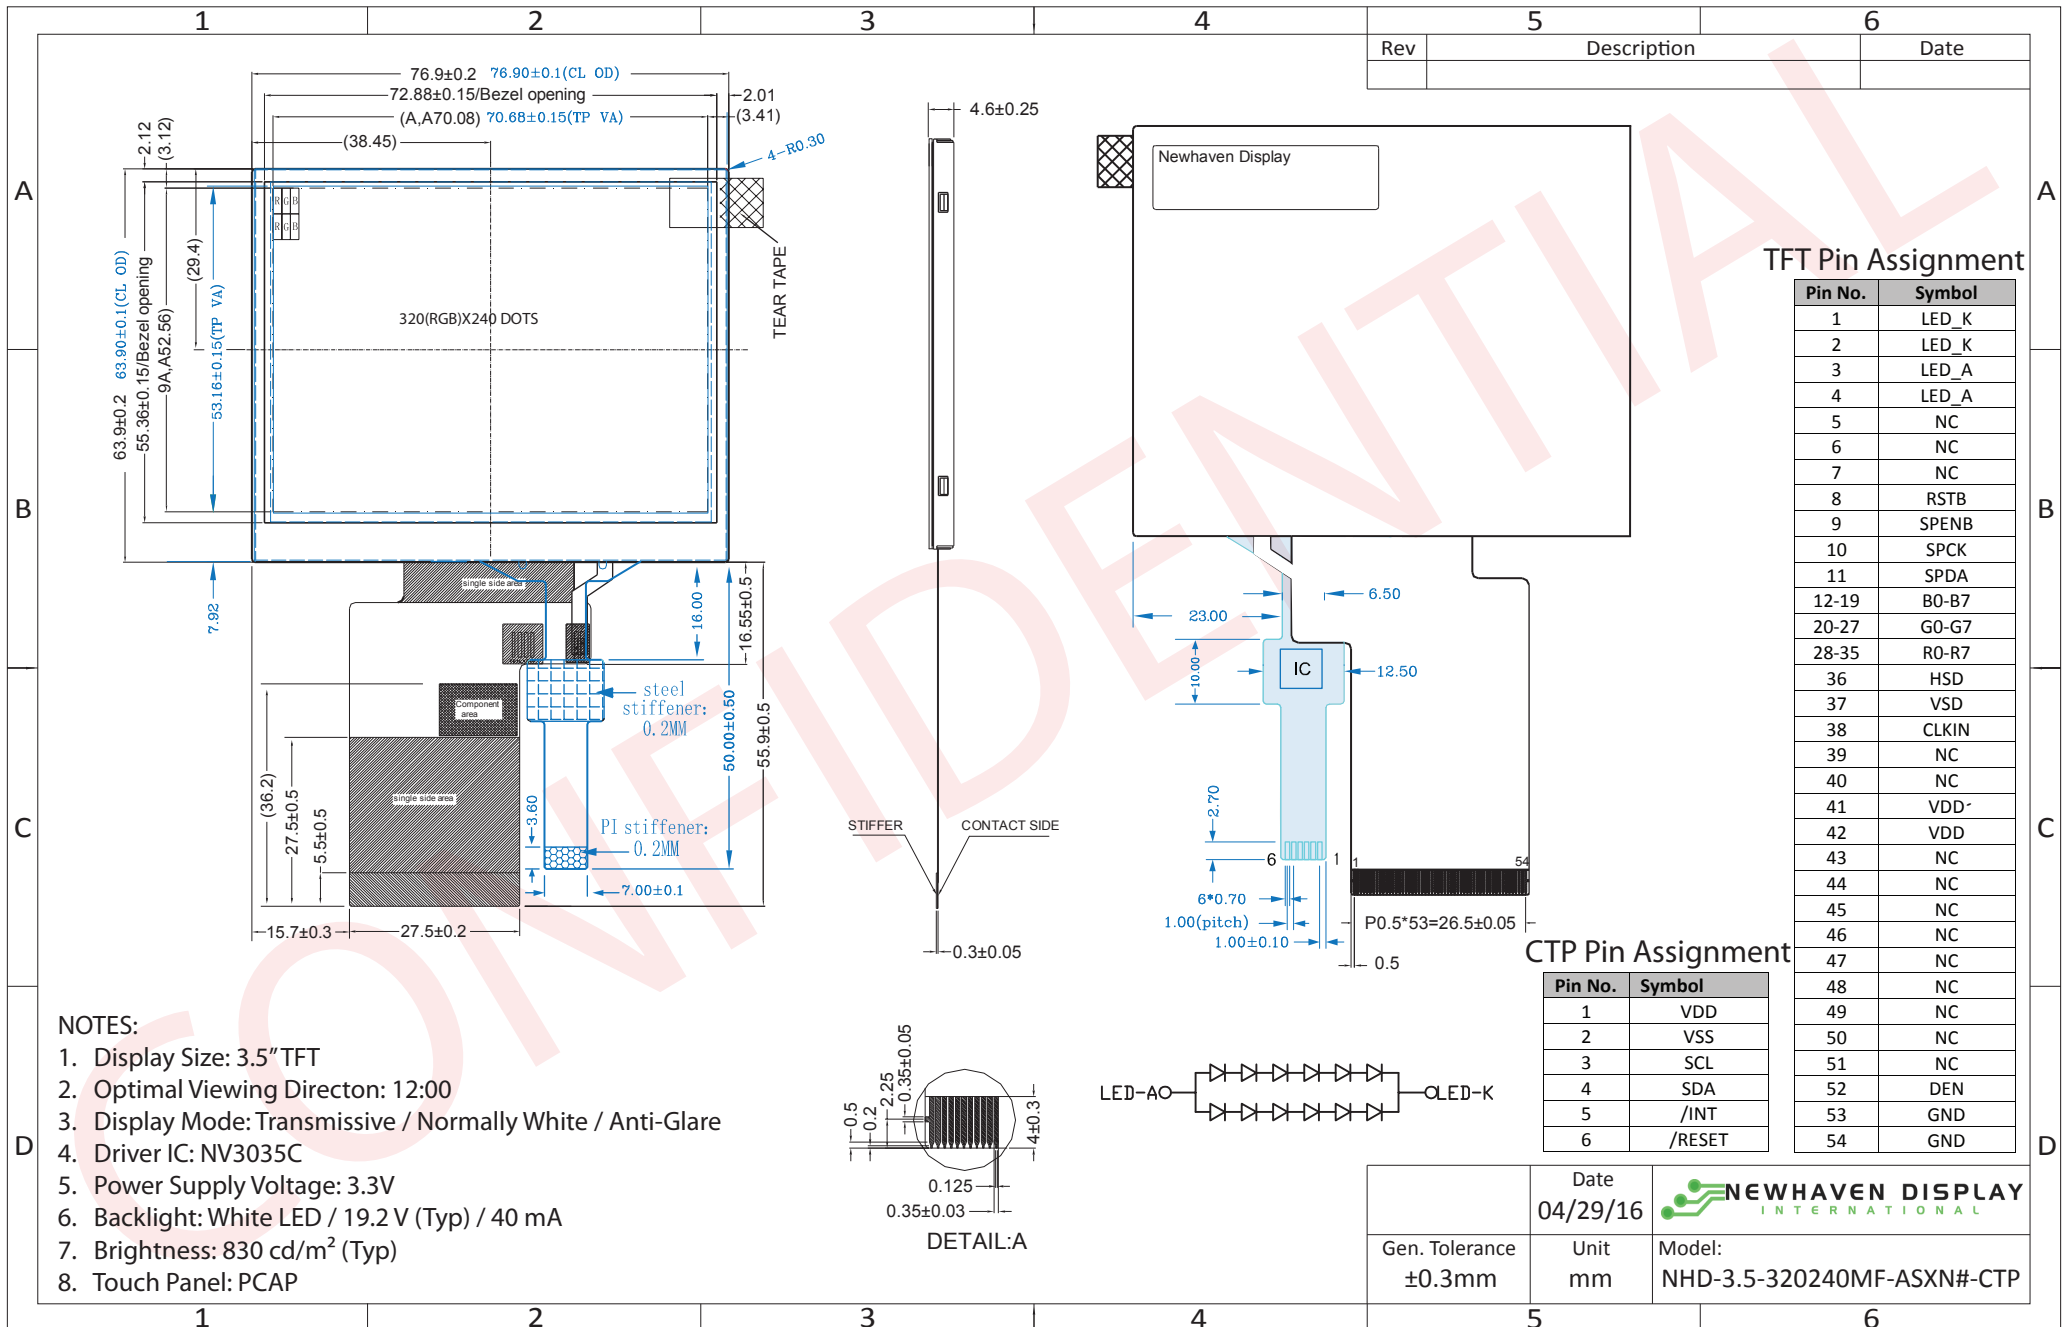 1 2 3 4 5 6
Rev Description Date
76.9±0.2 76.90±0.1(CL OD)
72.88±0.15/Bezel opening
2.01
(A,A70.08) 70.68±0.15(TP VA)
(3.41)
(38.45)
2.12
(3.12)
4-R0.30
4.6±0.25
A
A
Newhaven Display
R G B
R G B
(29.4)
63.9±0.2 63.90±0.1(CL OD)
55.36±0.15/Bezel opening
9A,A52.56)
53.16±0.15(TP VA)
320(RGB)X240 DOTS
TEAR TAPE
B
B
7.92
single side area
16.00
16.55±0.5
50.00±0.50
55.9±0.5
steel
stiffener:
0.2MM
Component
area
single side area
(36.2)
27.5±0.5
5.5±0.5
3.60
PI stiffener:
0.2MM
7.00±0.1
15.7±0.3
27.5±0.2
C
C
STIFFER
CONTACT SIDE
0.3±0.05
6.50
23.00
10.00
IC
12.50
2.70
6 1
1 54
6*0.70
1.00(pitch)
1.00±0.10
P0.5*53=26.5±0.05
0.5
TFT Pin Assignment
Pin No. Symbol
1 LED_K
2 LED_K
3 LED_A
4 LED_A
5 NC
6 NC
7 NC
8 RSTB
9 SPENB
10 SPCK
11 SPDA
12-19 B0-B7
20-27 G0-G7
28-35 R0-R7
36 HSD
37 VSD
38 CLKIN
39 NC
40 NC
41 VDD
42 VDD
43 NC
44 NC
45 NC
46 NC
47 NC
48 NC
49 NC
50 NC
51 NC
52 DEN
53 GND
54 GND
CTP Pin Assignment
Pin No. Symbol
1 VDD
2 VSS
3 SCL
4 SDA
5 /INT
6 /RESET
CONFIDENTIAL
NOTES:
1. Display Size: 3.5" TFT
2. Optimal Viewing Directon: 12:00
3. Display Mode: Transmissive / Normally White / Anti-Glare
4. Driver IC: NV3035C
5. Power Supply Voltage: 3.3V
6. Backlight: White LED / 19.2 V (Typ) / 40 mA
7. Brightness: 830 cd/m² (Typ)
8. Touch Panel: PCAP
D
D
0.5
0.2
2.25
0.35±0.05
4±0.3
0.125
0.35±0.03
DETAIL:A
LED-A
LED-K
Date
04/29/16
NEWHAVEN DISPLAY
INTERNATIONAL
Gen. Tolerance
±0.3mm
Unit
mm
Model:
NHD-3.5-320240MF-ASXN#-CTP
1 2 3 4 5 6